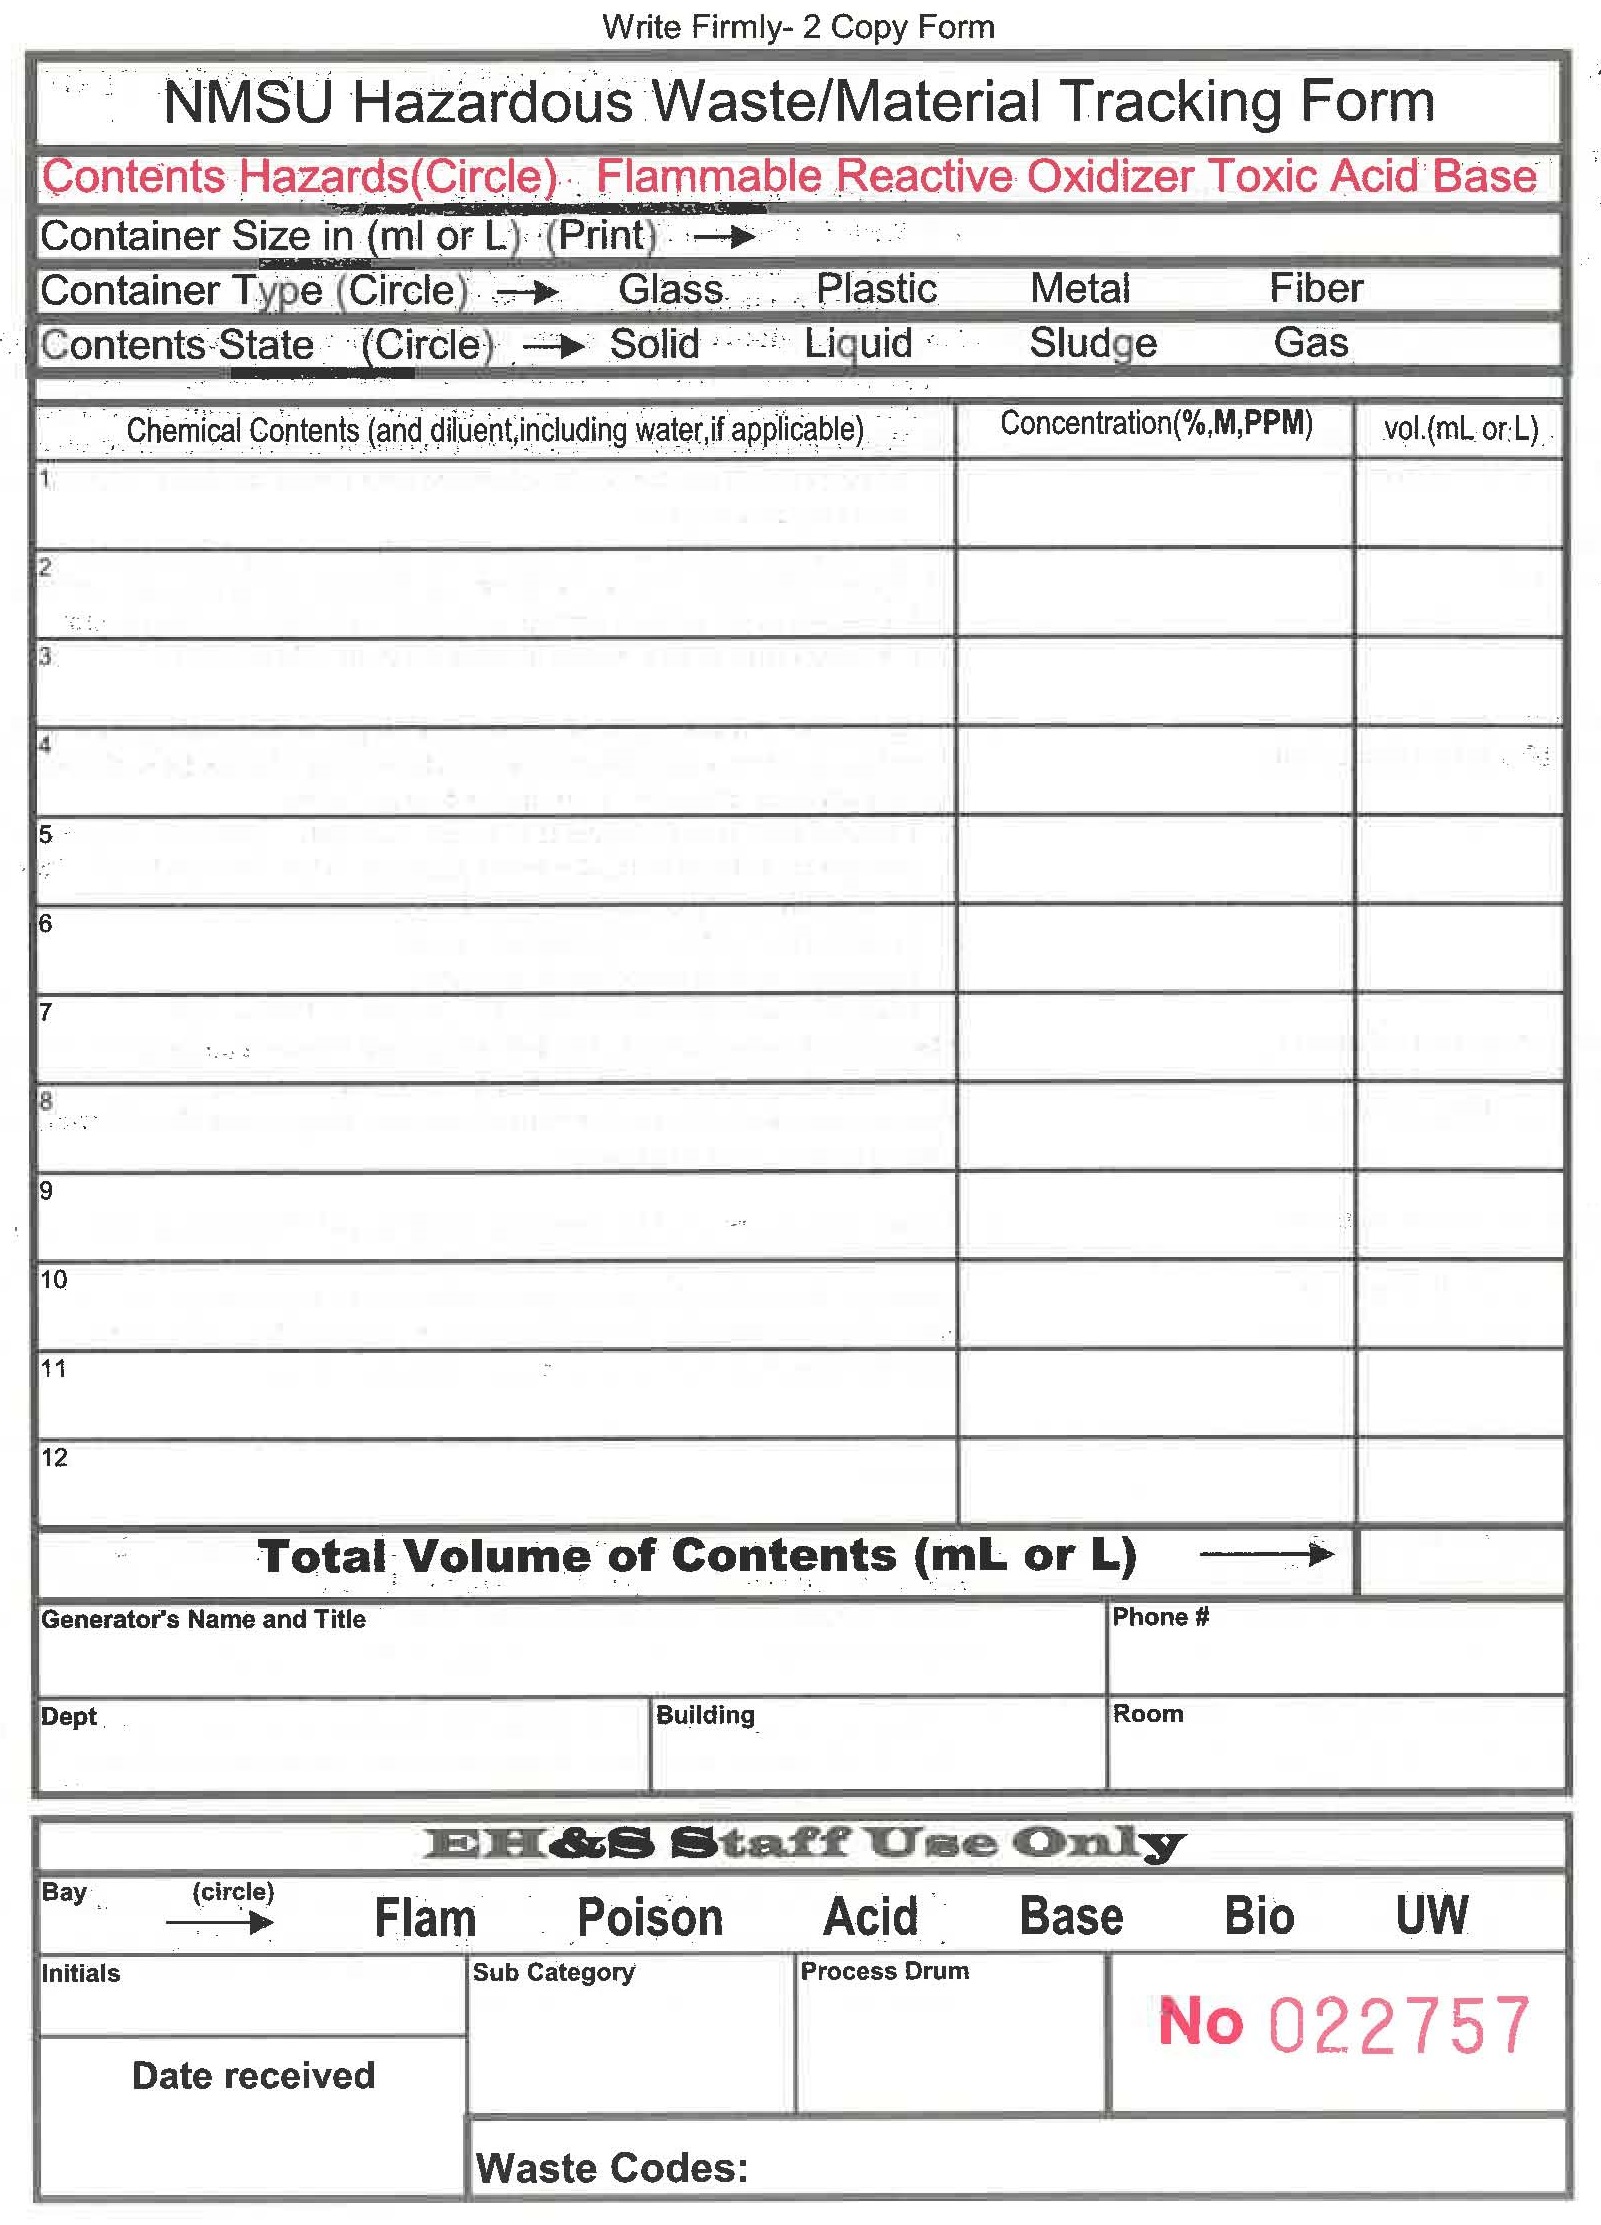 Write Firmly- 2 Copy Form
NMSU Hazardous Waste/Material Tracking Form
Contents Hazards(Circle) Flammable Reactive Oxidizer Toxic Acid Base
Container Size in (ml or L) (Print)
Container Type (Circle) Glass Plastic Metal Fiber
Contents State (Circle) Solid Liquid Sludge Gas
Chemical Contents (and diluent,including water,if applicable) Concentration(%,M,PPM) vol.(mL or L)
1
2
3
4
5
6
7
8
9
10
11
12
Total Volume of Contents (mL or L)
Generator's Name and Title Phone #
Dept Building Room
EH&S Staff Use Only
Bay (circle) Flam Poison Acid Base Bio UW
Initials Sub Category Process Drum
No 022757
Date received
Waste Codes: